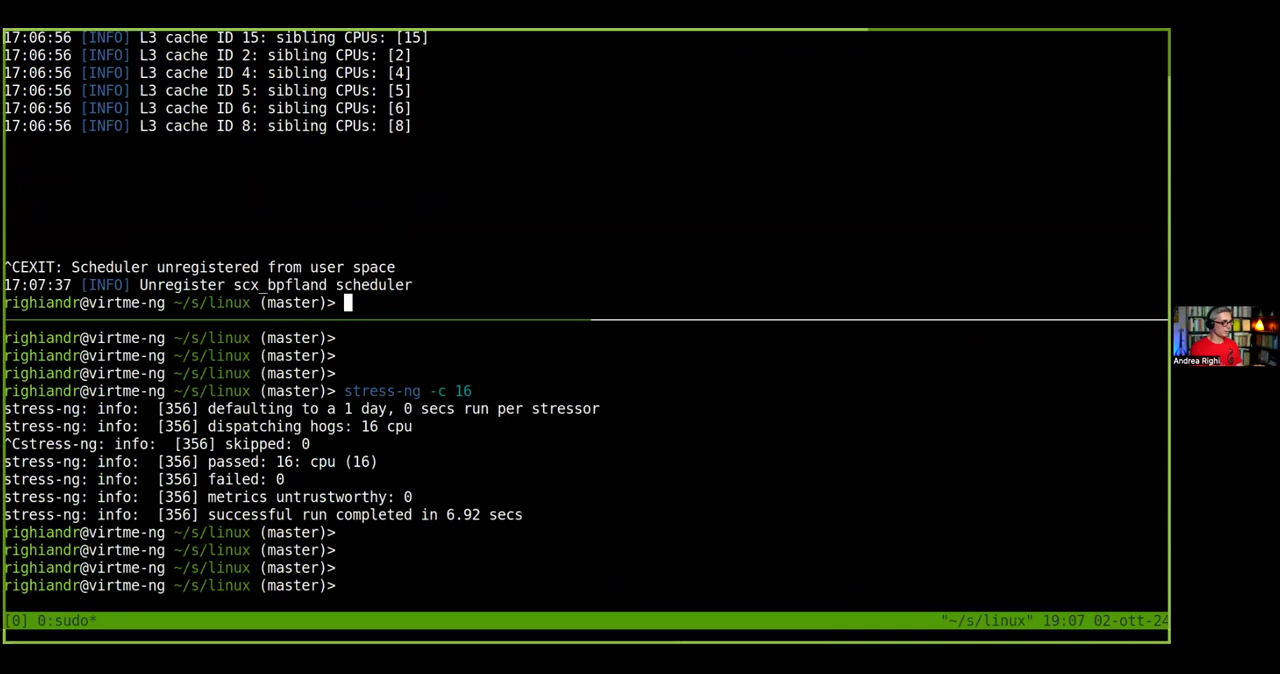 17:06:56 [INFO] L3 cache ID 15: sibling CPUs: [15]
17:06:56 [INFO] L3 cache ID 2: sibling CPUs: [2]
17:06:56 [INFO] L3 cache ID 4: sibling CPUs: [4]
17:06:56 [INFO] L3 cache ID 5: sibling CPUs: [5]
17:06:56 [INFO] L3 cache ID 6: sibling CPUs: [6]
17:06:56 [INFO] L3 cache ID 8: sibling CPUs: [8]
^CEXIT: Scheduler unregistered from user space
17:07:37 [INFO] Unregister scx_bpfland scheduler
righiandr@virtme-ng ~/s/linux (master)>
righiandr@virtme-ng ~/s/linux (master)>
righiandr@virtme-ng ~/s/linux (master)>
righiandr@virtme-ng ~/s/linux (master)>
righiandr@virtme-ng ~/s/linux (master)> stress-ng -c 16
stress-ng: info:  [356] defaulting to a 1 day, 0 secs run per stressor
stress-ng: info:  [356] dispatching hogs: 16 cpu
^Cstress-ng: info:  [356] skipped: 0
stress-ng: info:  [356] passed: 16: cpu (16)
stress-ng: info:  [356] failed: 0
stress-ng: info:  [356] metrics untrustworthy: 0
stress-ng: info:  [356] successful run completed in 6.92 secs
righiandr@virtme-ng ~/s/linux (master)>
righiandr@virtme-ng ~/s/linux (master)>
righiandr@virtme-ng ~/s/linux (master)>
righiandr@virtme-ng ~/s/linux (master)>
[0] 0:sudo* "~/s/linux" 19:07 02-ott-24
Andrea Righi